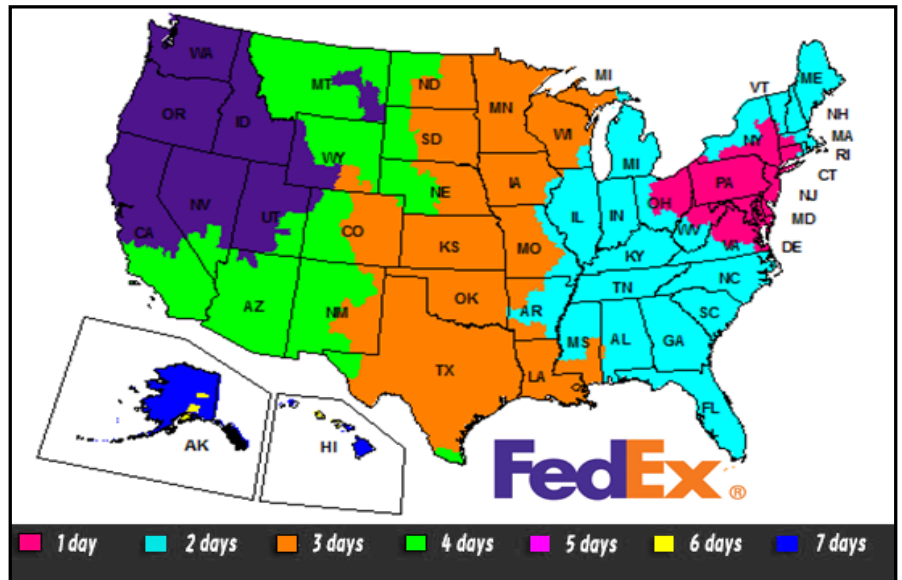 WA
MT
ND
MN
MI
VT
ME
OR
ID
SD
WI
NH
NY
MA
WY
MI
RI
NE
IA
PA
CT
NV
UT
IL
IN
OH
NJ
CA
CO
KS
MO
WV
MD
KY
VA
DE
AZ
NM
OK
AR
TN
NC
SC
MS
AL
GA
TX
LA
FL
AK
HI
FedEx®
1 day
2 days
3 days
4 days
5 days
6 days
7 days